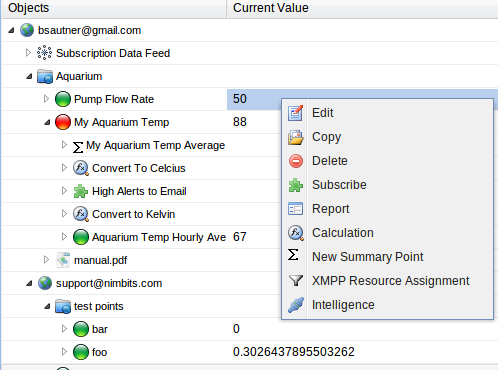 Objects Current Value
bsautner@gmail.com
Subscription Data Feed
Aquarium
Pump Flow Rate 50
My Aquarium Temp 88
Σ My Aquarium Temp Average
Convert To Celcius
High Alerts to Email
Convert to Kelvin
Aquarium Temp Hourly Ave 67
manual.pdf
support@nimbits.com
test points
bar 0
foo 0.3026437895503262
Edit
Copy
Delete
Subscribe
Report
Calculation
Σ New Summary Point
XMPP Resource Assignment
Intelligence